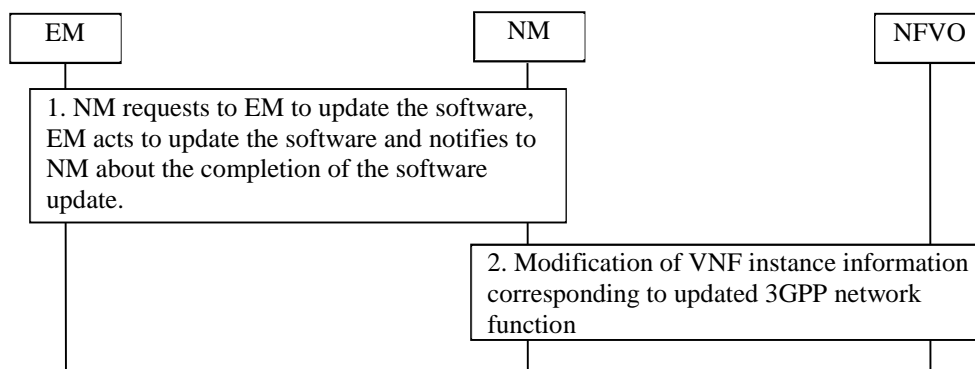 EM
NM
NFVO
1. NM requests to EM to update the software,
EM acts to update the software and notifies to
NM about the completion of the software
update.
2. Modification of VNF instance information
corresponding to updated 3GPP network
function